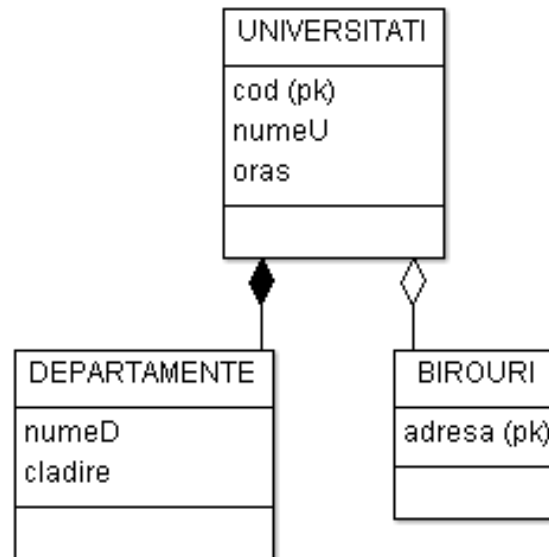 UNIVERSITATI
cod (pk)
numeU
oras
DEPARTAMENTE
numeD
cladire
BIROURI
adresa (pk)